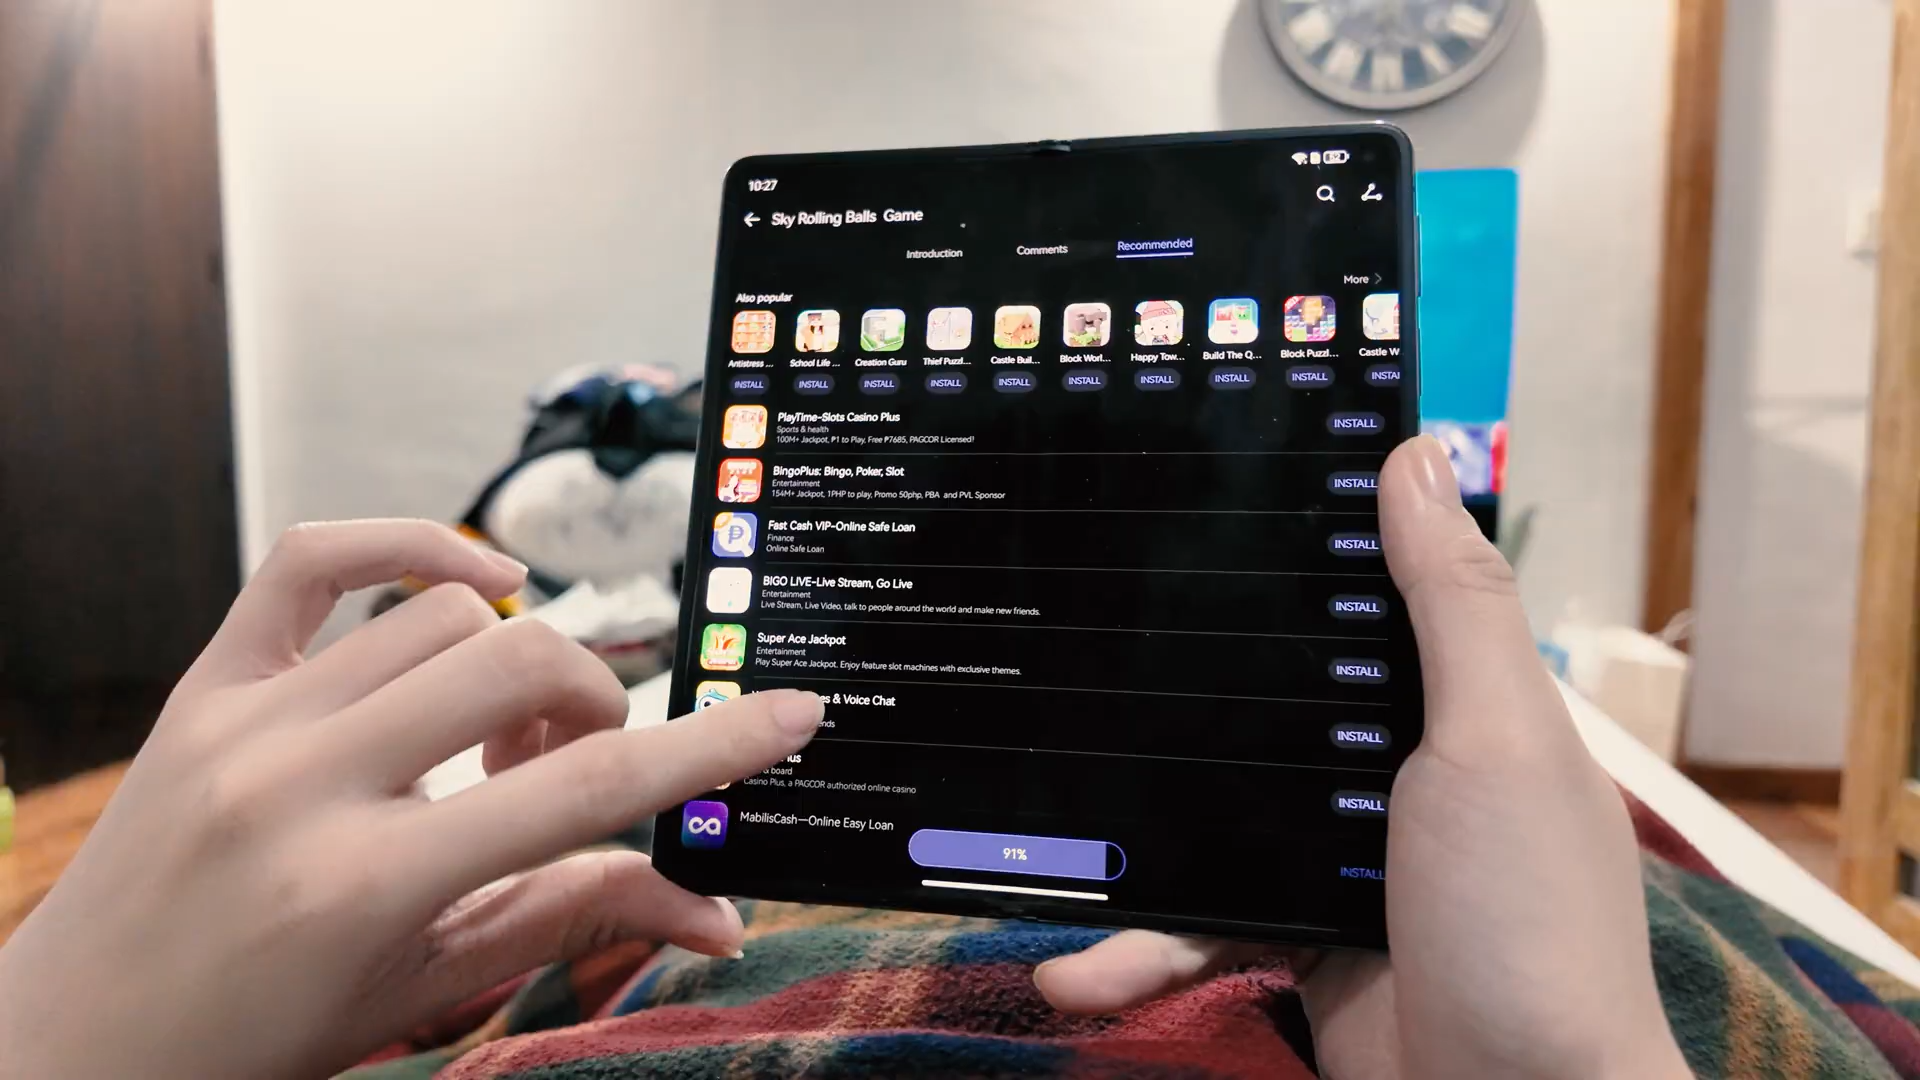 10:27
Sky Rolling Balls Game
Introduction
Comments
Recommended
More
Also popular
Antistress ...
School Life ...
Creation Guru
Thief Puzzl...
Castle Buil...
Block Worl...
Happy Tow...
Build The Q...
Block Puzzl...
Castle W
INSTALL
INSTALL
INSTALL
INSTALL
INSTALL
INSTALL
INSTALL
INSTALL
INSTALL
INSTAL
PlayTime-Slots Casino Plus
Sports & health
100M+ Jackpot, ₱1 to Play, Free ₱7685, PAGCOR Licensed!
INSTALL
BingoPlus: Bingo, Poker, Slot
Entertainment
154M+ Jackpot, 1PHP to play, Promo 50php, PBA and PVL Sponsor
INSTALL
Fast Cash VIP-Online Safe Loan
Finance
Online Safe Loan
INSTALL
BIGO LIVE-Live Stream, Go Live
Entertainment
Live Stream, Live Video, talk to people around the world and make new friends.
INSTALL
Super Ace Jackpot
Entertainment
Play Super Ace Jackpot. Enjoy feature slot machines with exclusive themes.
INSTALL
es & Voice Chat
ends
INSTALL
lus
& board
Casino Plus, a PAGCOR authorized online casino
INSTALL
MabilisCash—Online Easy Loan
INSTALL
91%